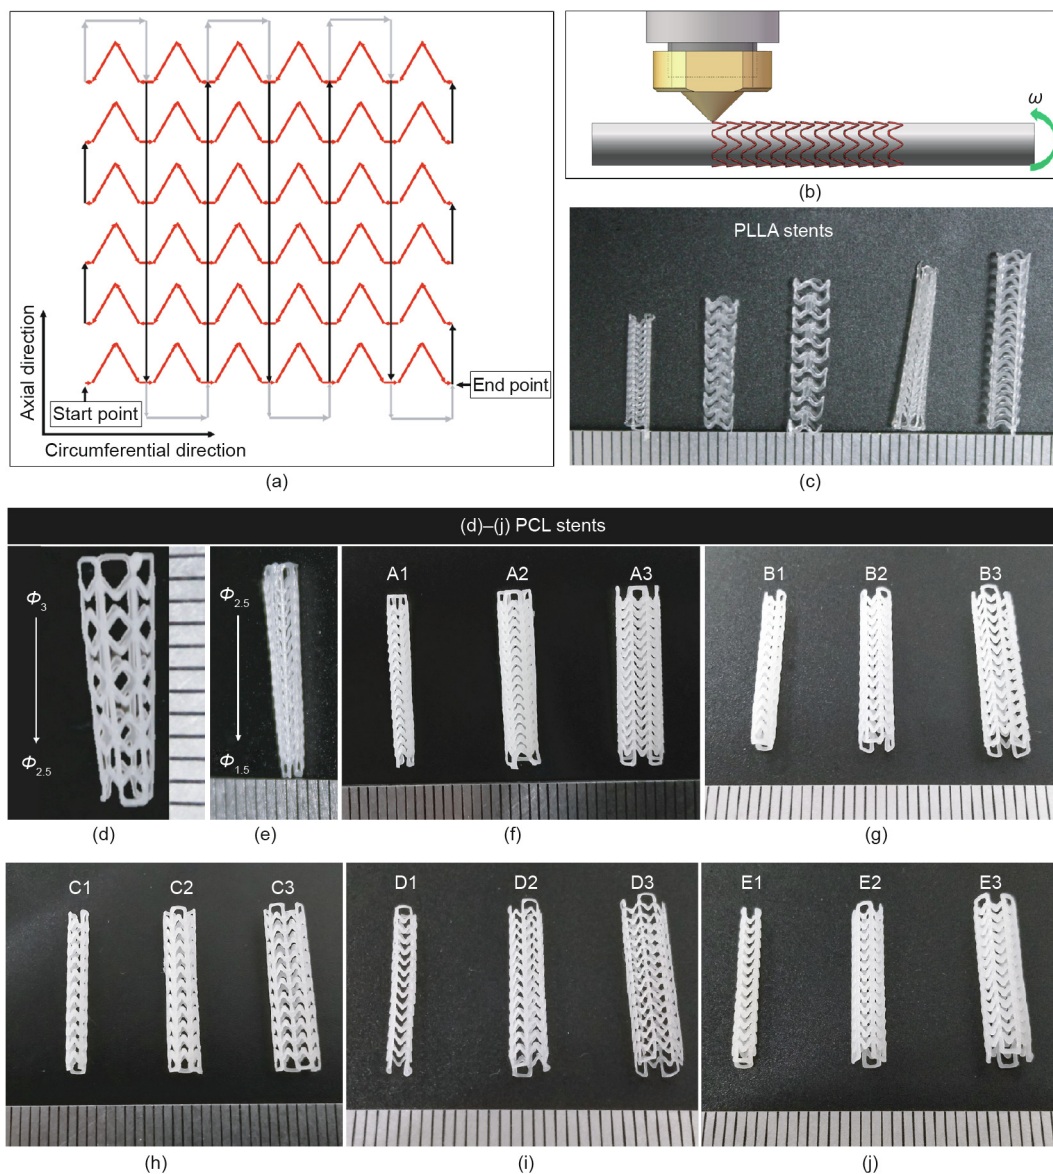 Axial direction
Start point
End point
Circumferential direction
(a)
ω
(b)
PLLA stents
(c)
(d)–(j) PCL stents
Φ3
Φ2.5
(d)
Φ2.5
Φ1.5
(e)
A1 A2 A3
(f)
B1 B2 B3
(g)
C1 C2 C3
(h)
D1 D2 D3
(i)
E1 E2 E3
(j)